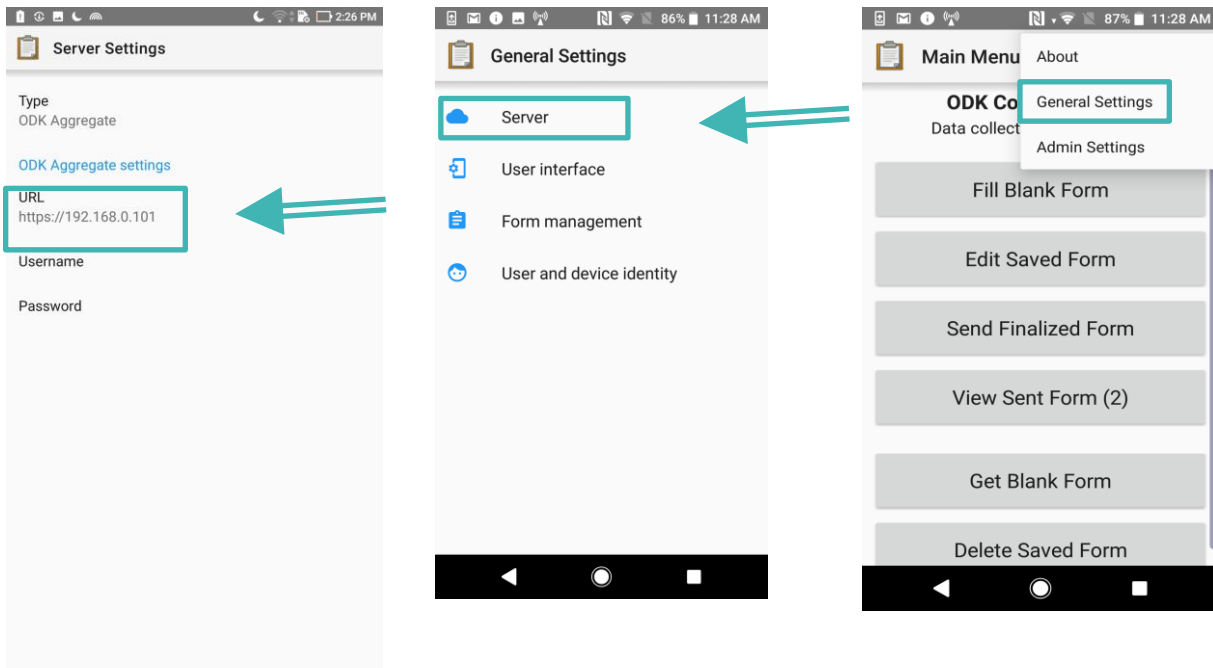 2:26 PM
Server Settings
Type
ODK Aggregate
ODK Aggregate settings
URL
https://192.168.0.101
Username
Password
86% 11:28 AM
General Settings
Server
User interface
Form management
User and device identity
87% 11:28 AM
Main Menu
About
General Settings
Admin Settings
ODK Co
Data collect
Fill Blank Form
Edit Saved Form
Send Finalized Form
View Sent Form (2)
Get Blank Form
Delete Saved Form